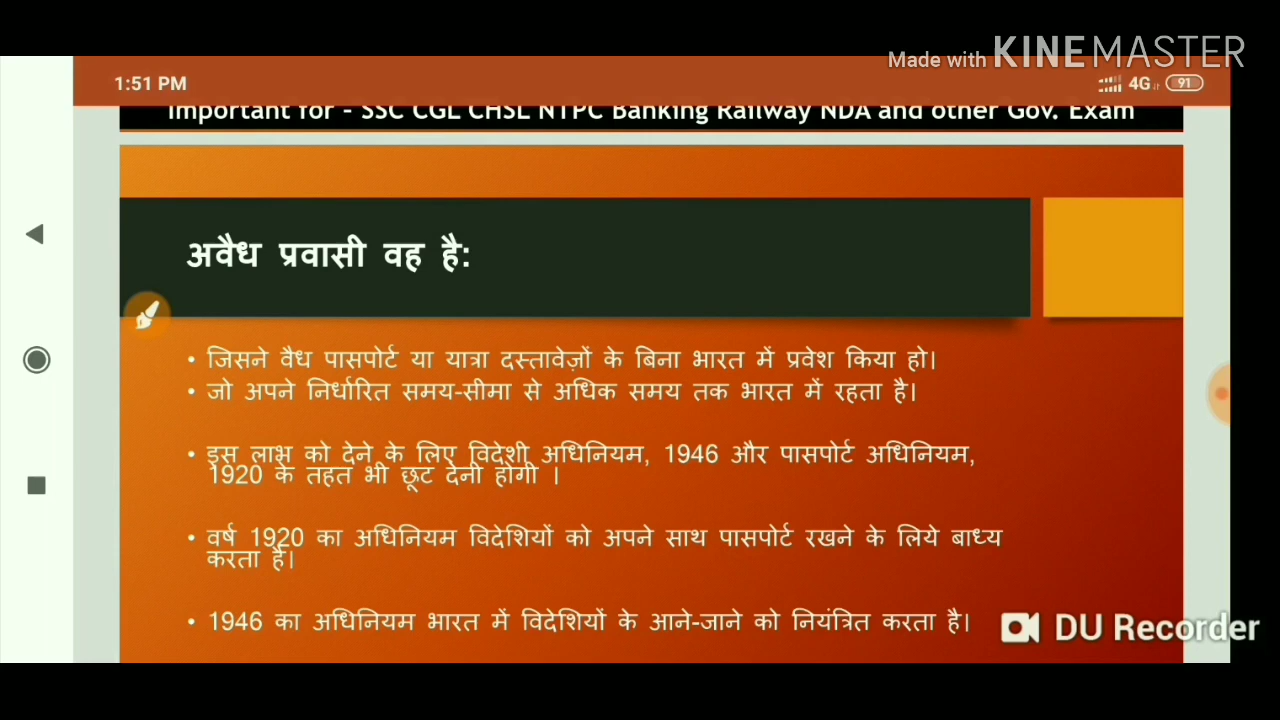 Made with KINEMASTER
1:51 PM
4G 91
Important for - SSC CGL CHSL NTPC Banking Railway NDA and other Gov. Exam
अवैध प्रवासी वह है:
• जिसने वैध पासपोर्ट या यात्रा दस्तावेज़ों के बिना भारत में प्रवेश किया हो।
• जो अपने निर्धारित समय-सीमा से अधिक समय तक भारत में रहता है।
• इस लाभ को देने के लिए विदेशी अधिनियम, 1946 और पासपोर्ट अधिनियम,
1920 के तहत भी छूट देनी होगी ।
• वर्ष 1920 का अधिनियम विदेशियों को अपने साथ पासपोर्ट रखने के लिये बाध्य
करता है।
• 1946 का अधिनियम भारत में विदेशियों के आने-जाने को नियंत्रित करता है।
DU Recorder